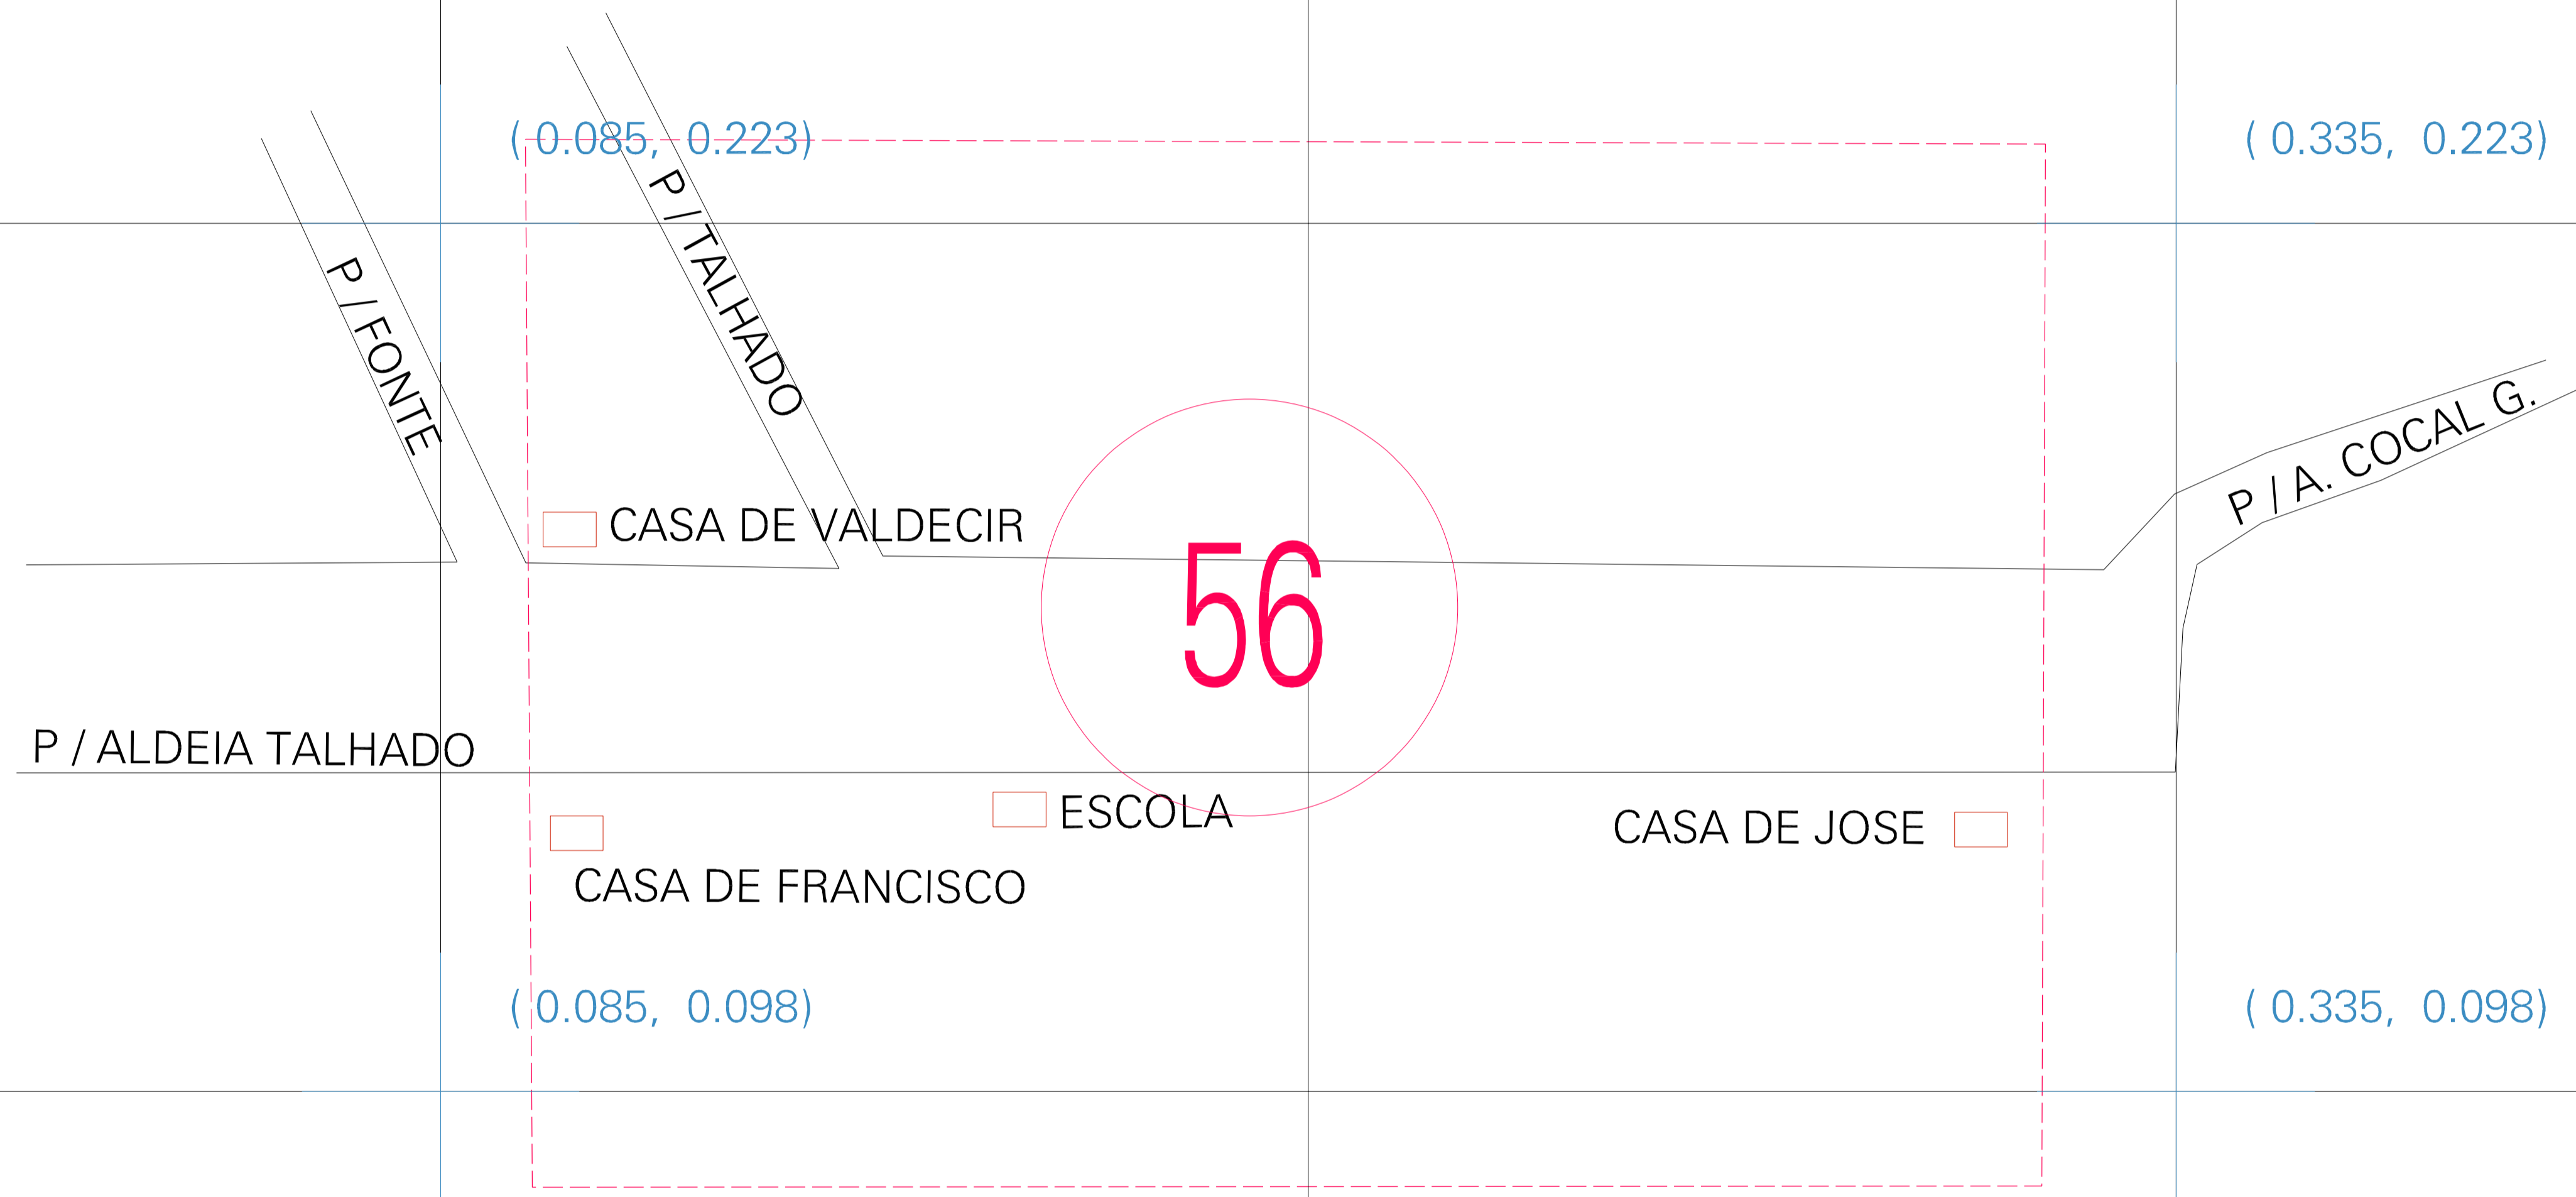 ( 0.085, 0.223)
( 0.335, 0.223)
P / FONTE
P / TALHADO
P / A. COCAL G.
CASA DE VALDECIR
56
P / ALDEIA TALHADO
ESCOLA
CASA DE JOSE
CASA DE FRANCISCO
( 0.085, 0.098)
( 0.335, 0.098)